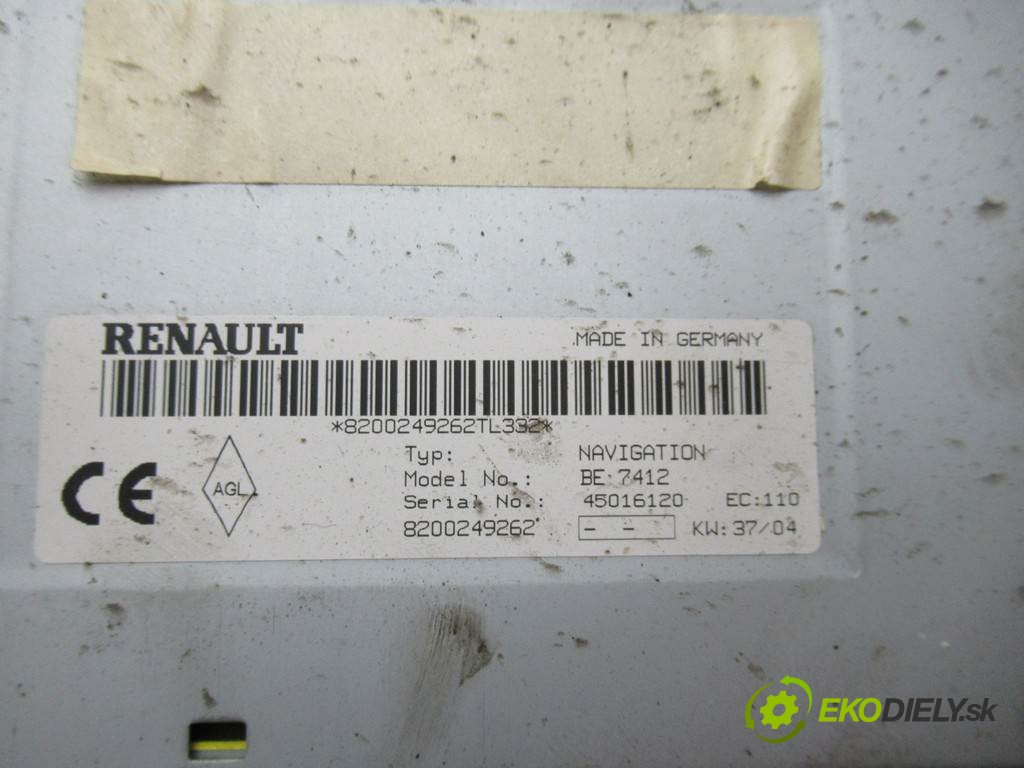 RENAULT MADE IN GERMANY
*8200249262TL332*
Typ: NAVIGATION
Model No.: BE 7412
Serial No.: 45016120 EC:110
8200249262 - - KW:37/04
CE AGL
EKODIELY.sk